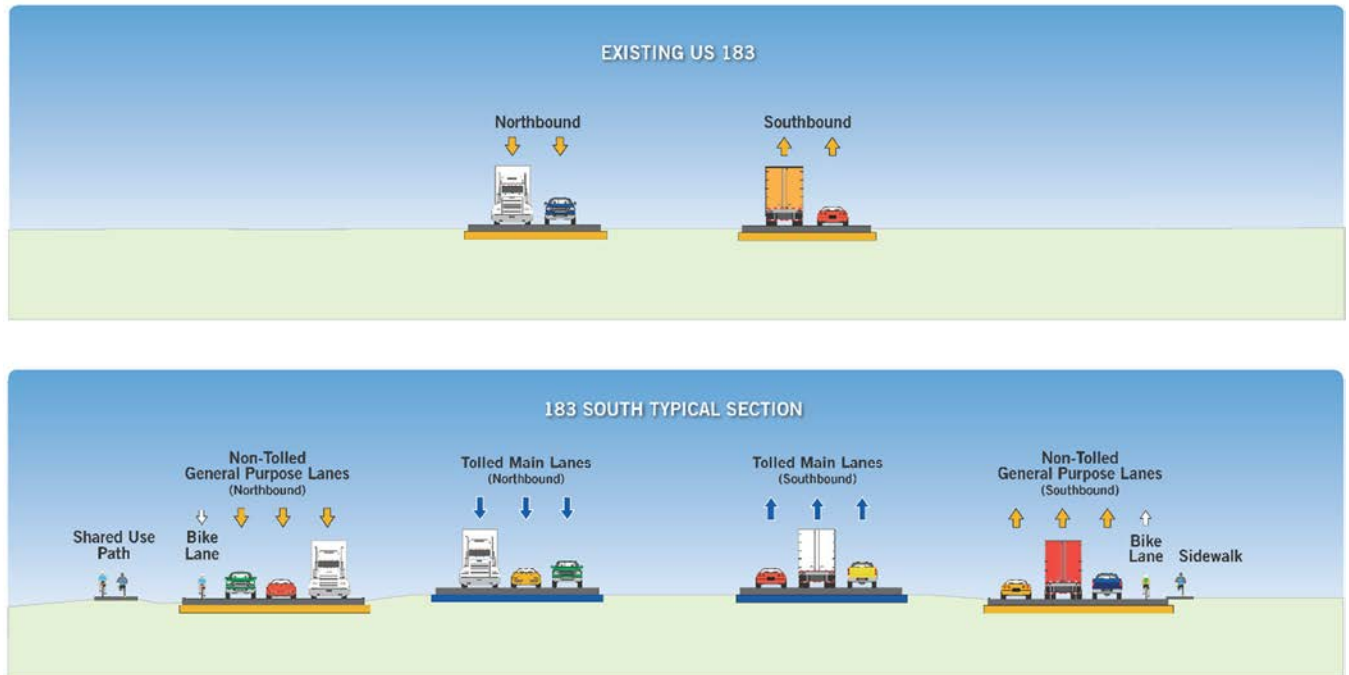 EXISTING US 183
Northbound
Southbound
183 SOUTH TYPICAL SECTION
Non-Tolled
General Purpose Lanes
(Northbound)
Tolled Main Lanes
(Northbound)
Tolled Main Lanes
(Southbound)
Non-Tolled
General Purpose Lanes
(Southbound)
Shared Use
Path
Bike
Lane
Bike
Lane
Sidewalk